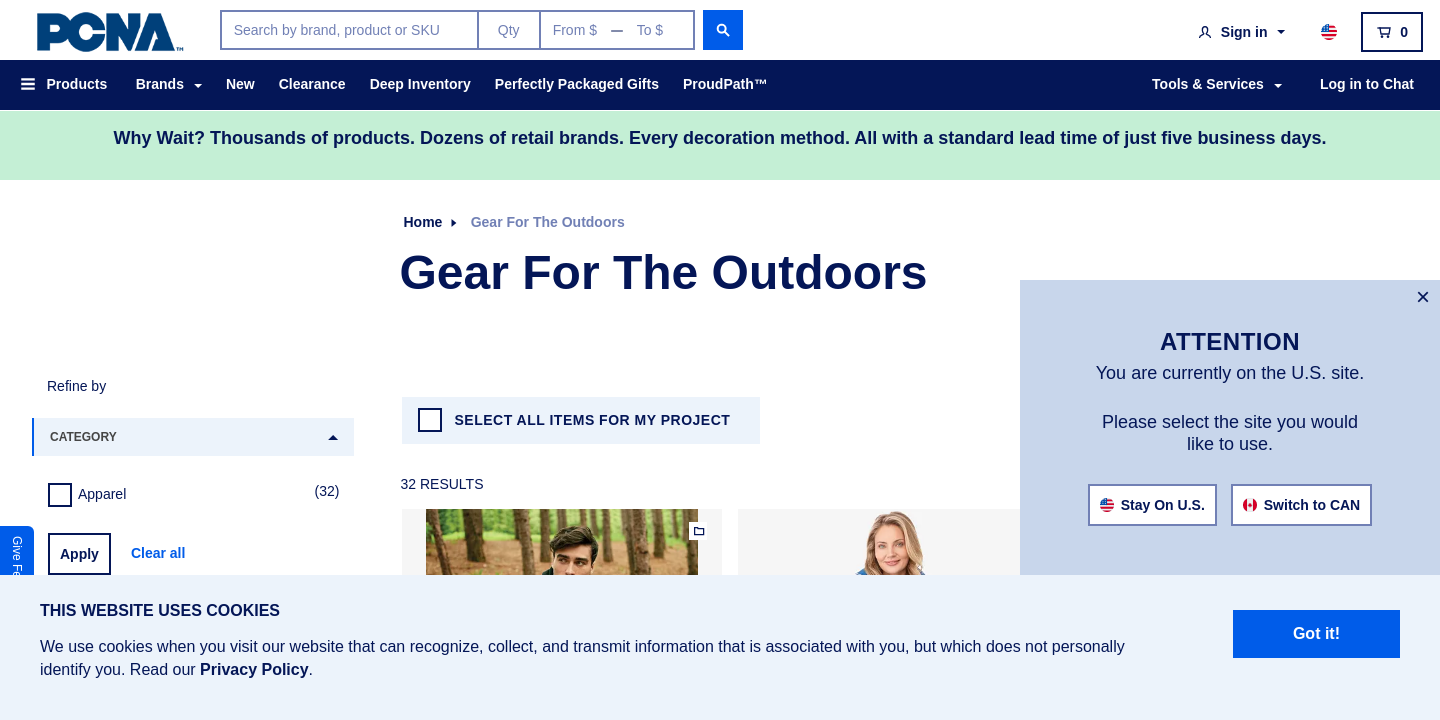 PCNA™
Search by brand, product or SKU
Qty
From $ — To $
Sign in
0
Products
Brands
New
Clearance
Deep Inventory
Perfectly Packaged Gifts
ProudPath™
Tools & Services
Log in to Chat
Why Wait? Thousands of products. Dozens of retail brands. Every decoration method. All with a standard lead time of just five business days.
Home
Gear For The Outdoors
Gear For The Outdoors
×
ATTENTION
You are currently on the U.S. site.
Please select the site you would
like to use.
Stay On U.S.
Switch to CAN
Refine by
CATEGORY
Apparel
(32)
Apply
Clear all
SELECT ALL ITEMS FOR MY PROJECT
32 RESULTS
Give
THIS WEBSITE USES COOKIES
We use cookies when you visit our website that can recognize, collect, and transmit information that is associated with you, but which does not personally
identify you. Read our Privacy Policy.
Got it!